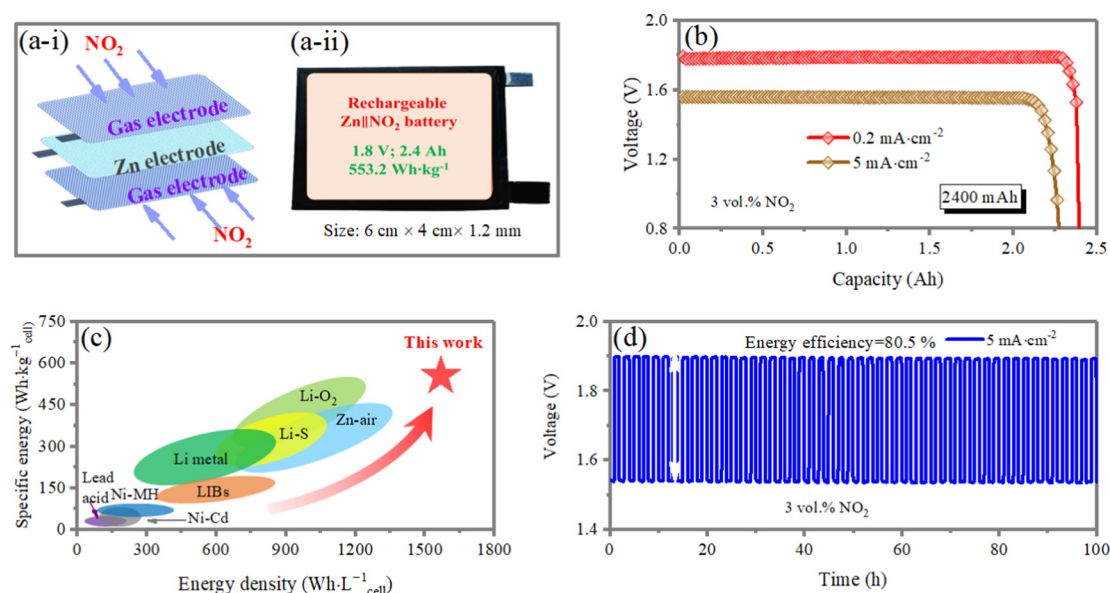 (a-i)
NO₂
Gas electrode
Zn electrode
Gas electrode
NO₂
(a-ii)
Rechargeable
Zn||NO₂ battery
1.8 V; 2.4 Ah
553.2 Wh·kg⁻¹
Size: 6 cm × 4 cm× 1.2 mm
(b)
Voltage (V)
2.0
1.6
1.2
0.8
0.2 mA·cm⁻²
5 mA·cm⁻²
3 vol.% NO₂
2400 mAh
0.0 0.5 1.0 1.5 2.0 2.5
Capacity (Ah)
(c)
Specific energy (Wh·kg⁻¹cell)
750
600
450
300
150
0
This work
Li-O₂
Zn-air
Li-S
Li metal
LIBs
Lead
acid
Ni-MH
Ni-Cd
0 300 600 900 1200 1500 1800
Energy density (Wh·L⁻¹cell)
(d)
Voltage (V)
2.0
1.8
1.6
1.4
Energy efficiency=80.5 % 5 mA·cm⁻²
3 vol.% NO₂
0 20 40 60 80 100
Time (h)